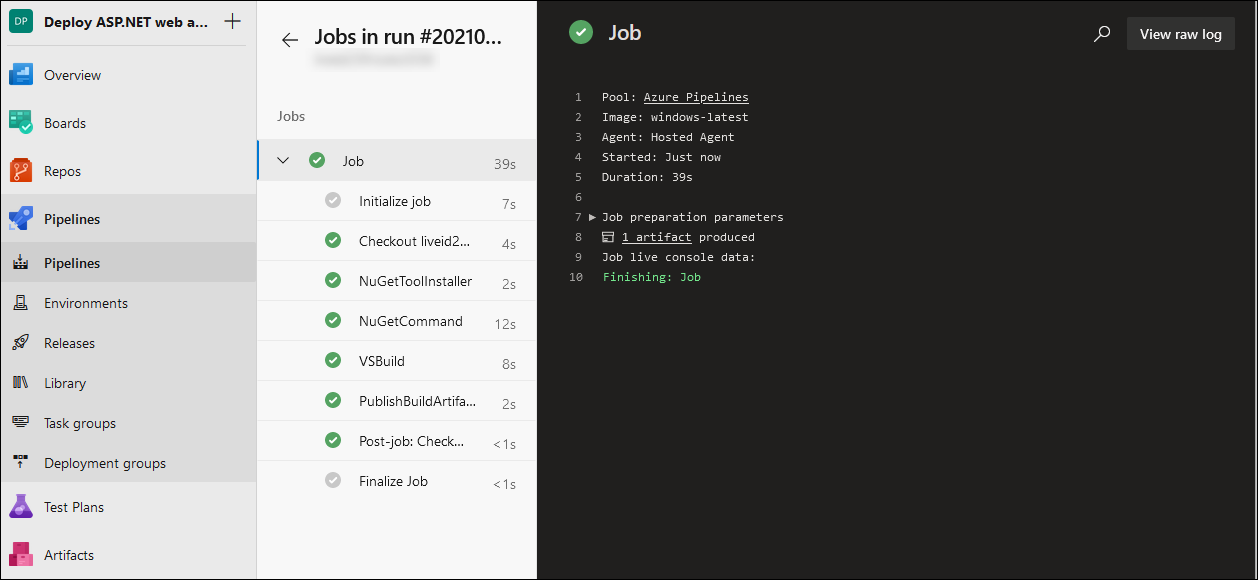 DP Deploy ASP.NET web a...
Overview
Boards
Repos
Pipelines
Pipelines
Environments
Releases
Library
Task groups
Deployment groups
Test Plans
Artifacts
Jobs in run #20210...
Jobs
Job 39s
Initialize job 7s
Checkout liveid2... 4s
NuGetToolInstaller 2s
NuGetCommand 12s
VSBuild 8s
PublishBuildArtifa... 2s
Post-job: Check... <1s
Finalize Job <1s
Job
View raw log
1 Pool: Azure Pipelines
2 Image: windows-latest
3 Agent: Hosted Agent
4 Started: Just now
5 Duration: 39s
6
7 Job preparation parameters
8 1 artifact produced
9 Job live console data:
10 Finishing: Job